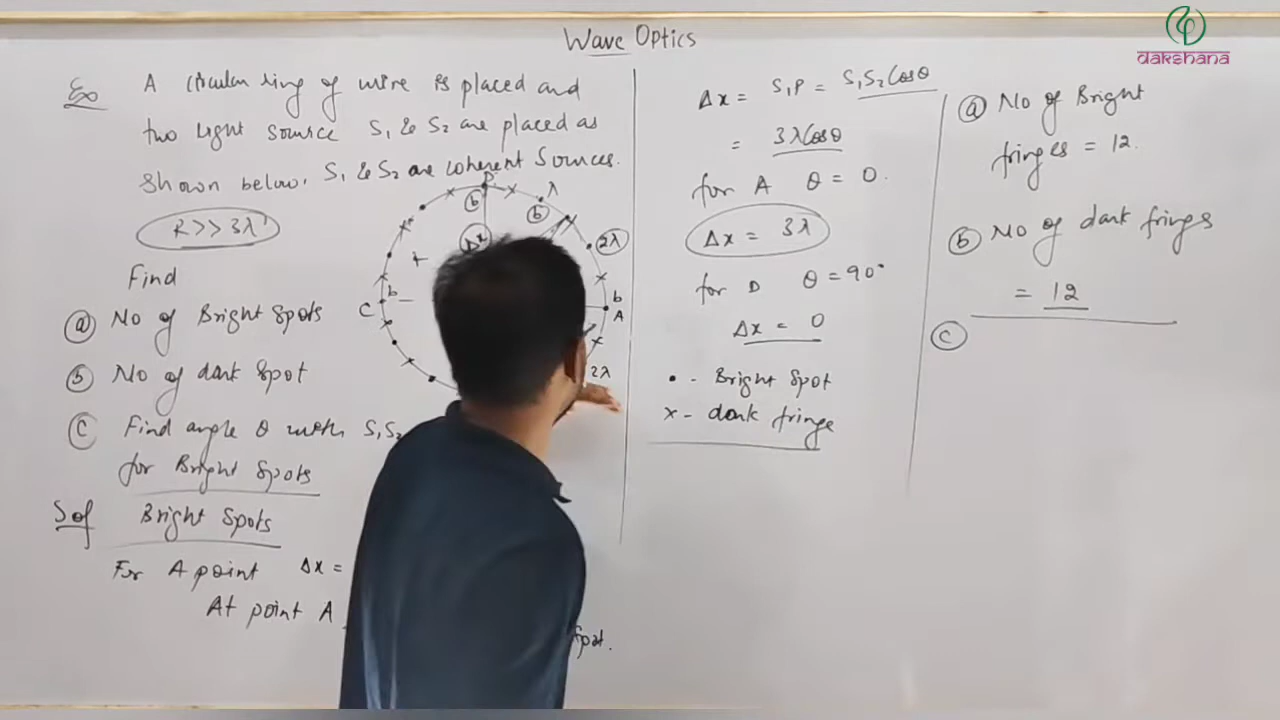 Wave Optics
dakshana
Ex A circular ring of wire is placed and
two light source S₁ & S₂ are placed as
shown below, S₁ & S₂ are coherent Sources.
R >> 3λ
Find
ⓐ No of Bright Spots
ⓑ No of dark Spot
ⓒ Find angle θ with S₁S₂
for Bright Spots
Sol Bright Spots
For A point Δx =
At point A
Spot.
D
ⓑ
ⓑ λ
Δx
2λ
b
C
b
A
2λ
Δx = S₁P = S₁S₂ Cosθ
= 3λCosθ
for A θ = 0.
Δx = 3λ
for D θ = 90°
Δx = 0
• - Bright Spot
x - dark fringe
ⓐ No of Bright
fringes = 12.
ⓑ No of dark fringes
= 12
ⓒ